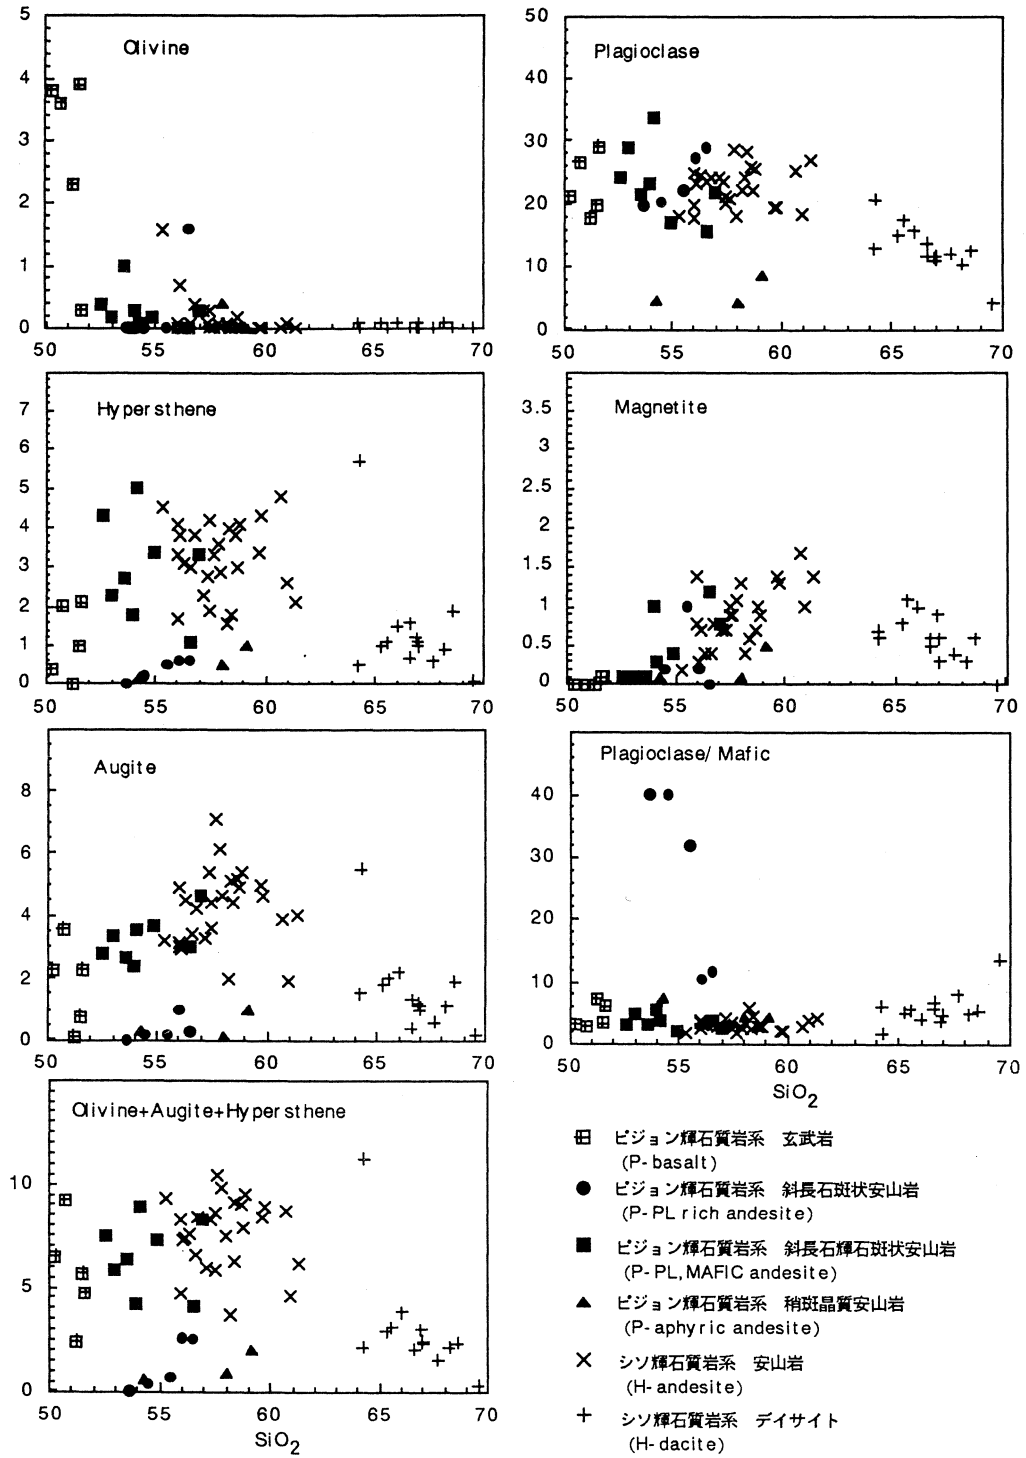 Olivine
5
4
3
2
1
0
50 55 60 65 70
Plagioclase
50
40
30
20
10
0
50 55 60 65 70
Hypersthene
7
6
5
4
3
2
1
0
50 55 60 65 70
Magnetite
3.5
3
2.5
2
1.5
1
0.5
0
50 55 60 65 70
Augite
8
6
4
2
0
50 55 60 65 70
Plagioclase/ Mafic
40
30
20
10
0
50 55 60 65 70
SiO2
Olivine+Augite+Hypersthene
10
5
0
50 55 60 65 70
SiO2
ピジョン輝石質岩系 玄武岩
(P-basalt)
ピジョン輝石質岩系 斜長石斑状安山岩
(P-PL rich andesite)
ピジョン輝石質岩系 斜長石輝石斑状安山岩
(P-PL,MAFIC andesite)
ピジョン輝石質岩系 稍斑晶質安山岩
(P-aphyric andesite)
シソ輝石質岩系 安山岩
(H-andesite)
シソ輝石質岩系 デイサイト
(H-dacite)